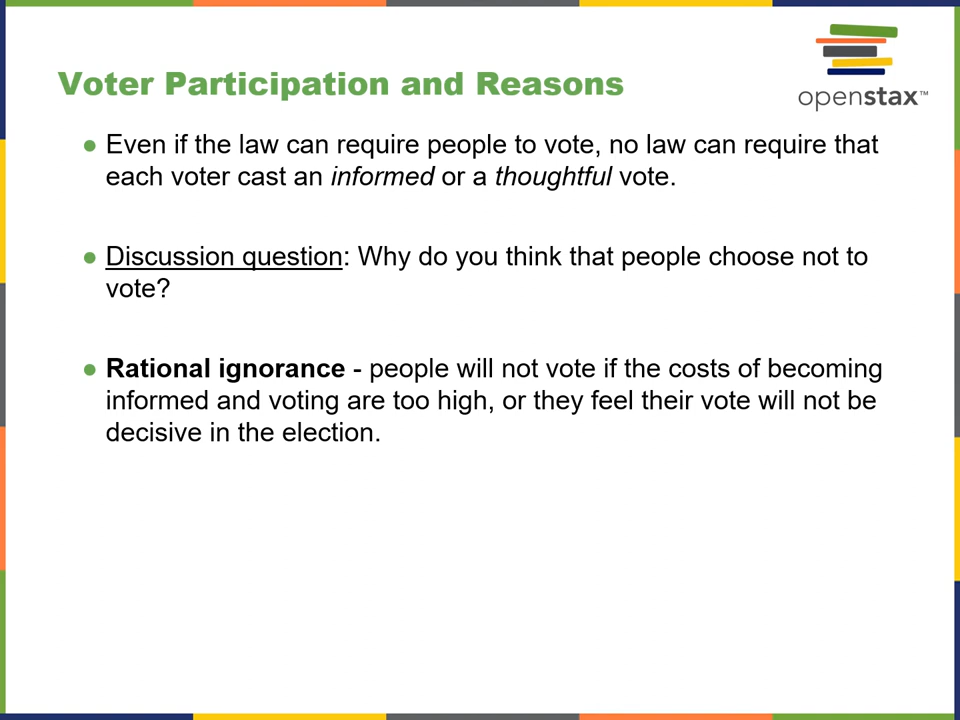 openstax™
Voter Participation and Reasons
● Even if the law can require people to vote, no law can require that
each voter cast an informed or a thoughtful vote.
● Discussion question: Why do you think that people choose not to
vote?
● Rational ignorance - people will not vote if the costs of becoming
informed and voting are too high, or they feel their vote will not be
decisive in the election.